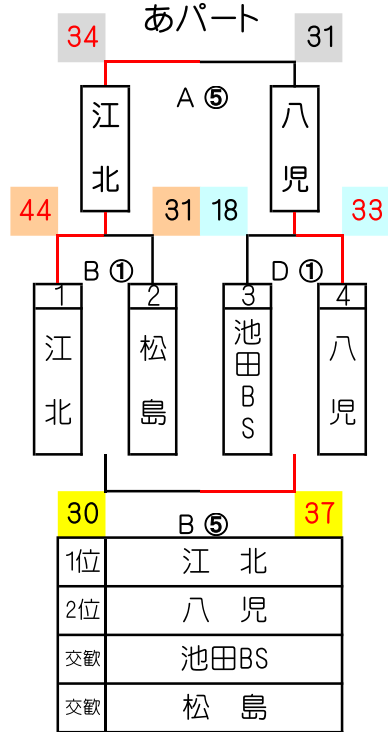 あパート
34 31
A ⑤
江北 八児
44 31 18 33
B ① D ①
1 2 3 4
江北 松島 池田BS 八児
30 37
B ⑤
1位 江 北
2位 八 児
交歓 池田BS
交歓 松 島